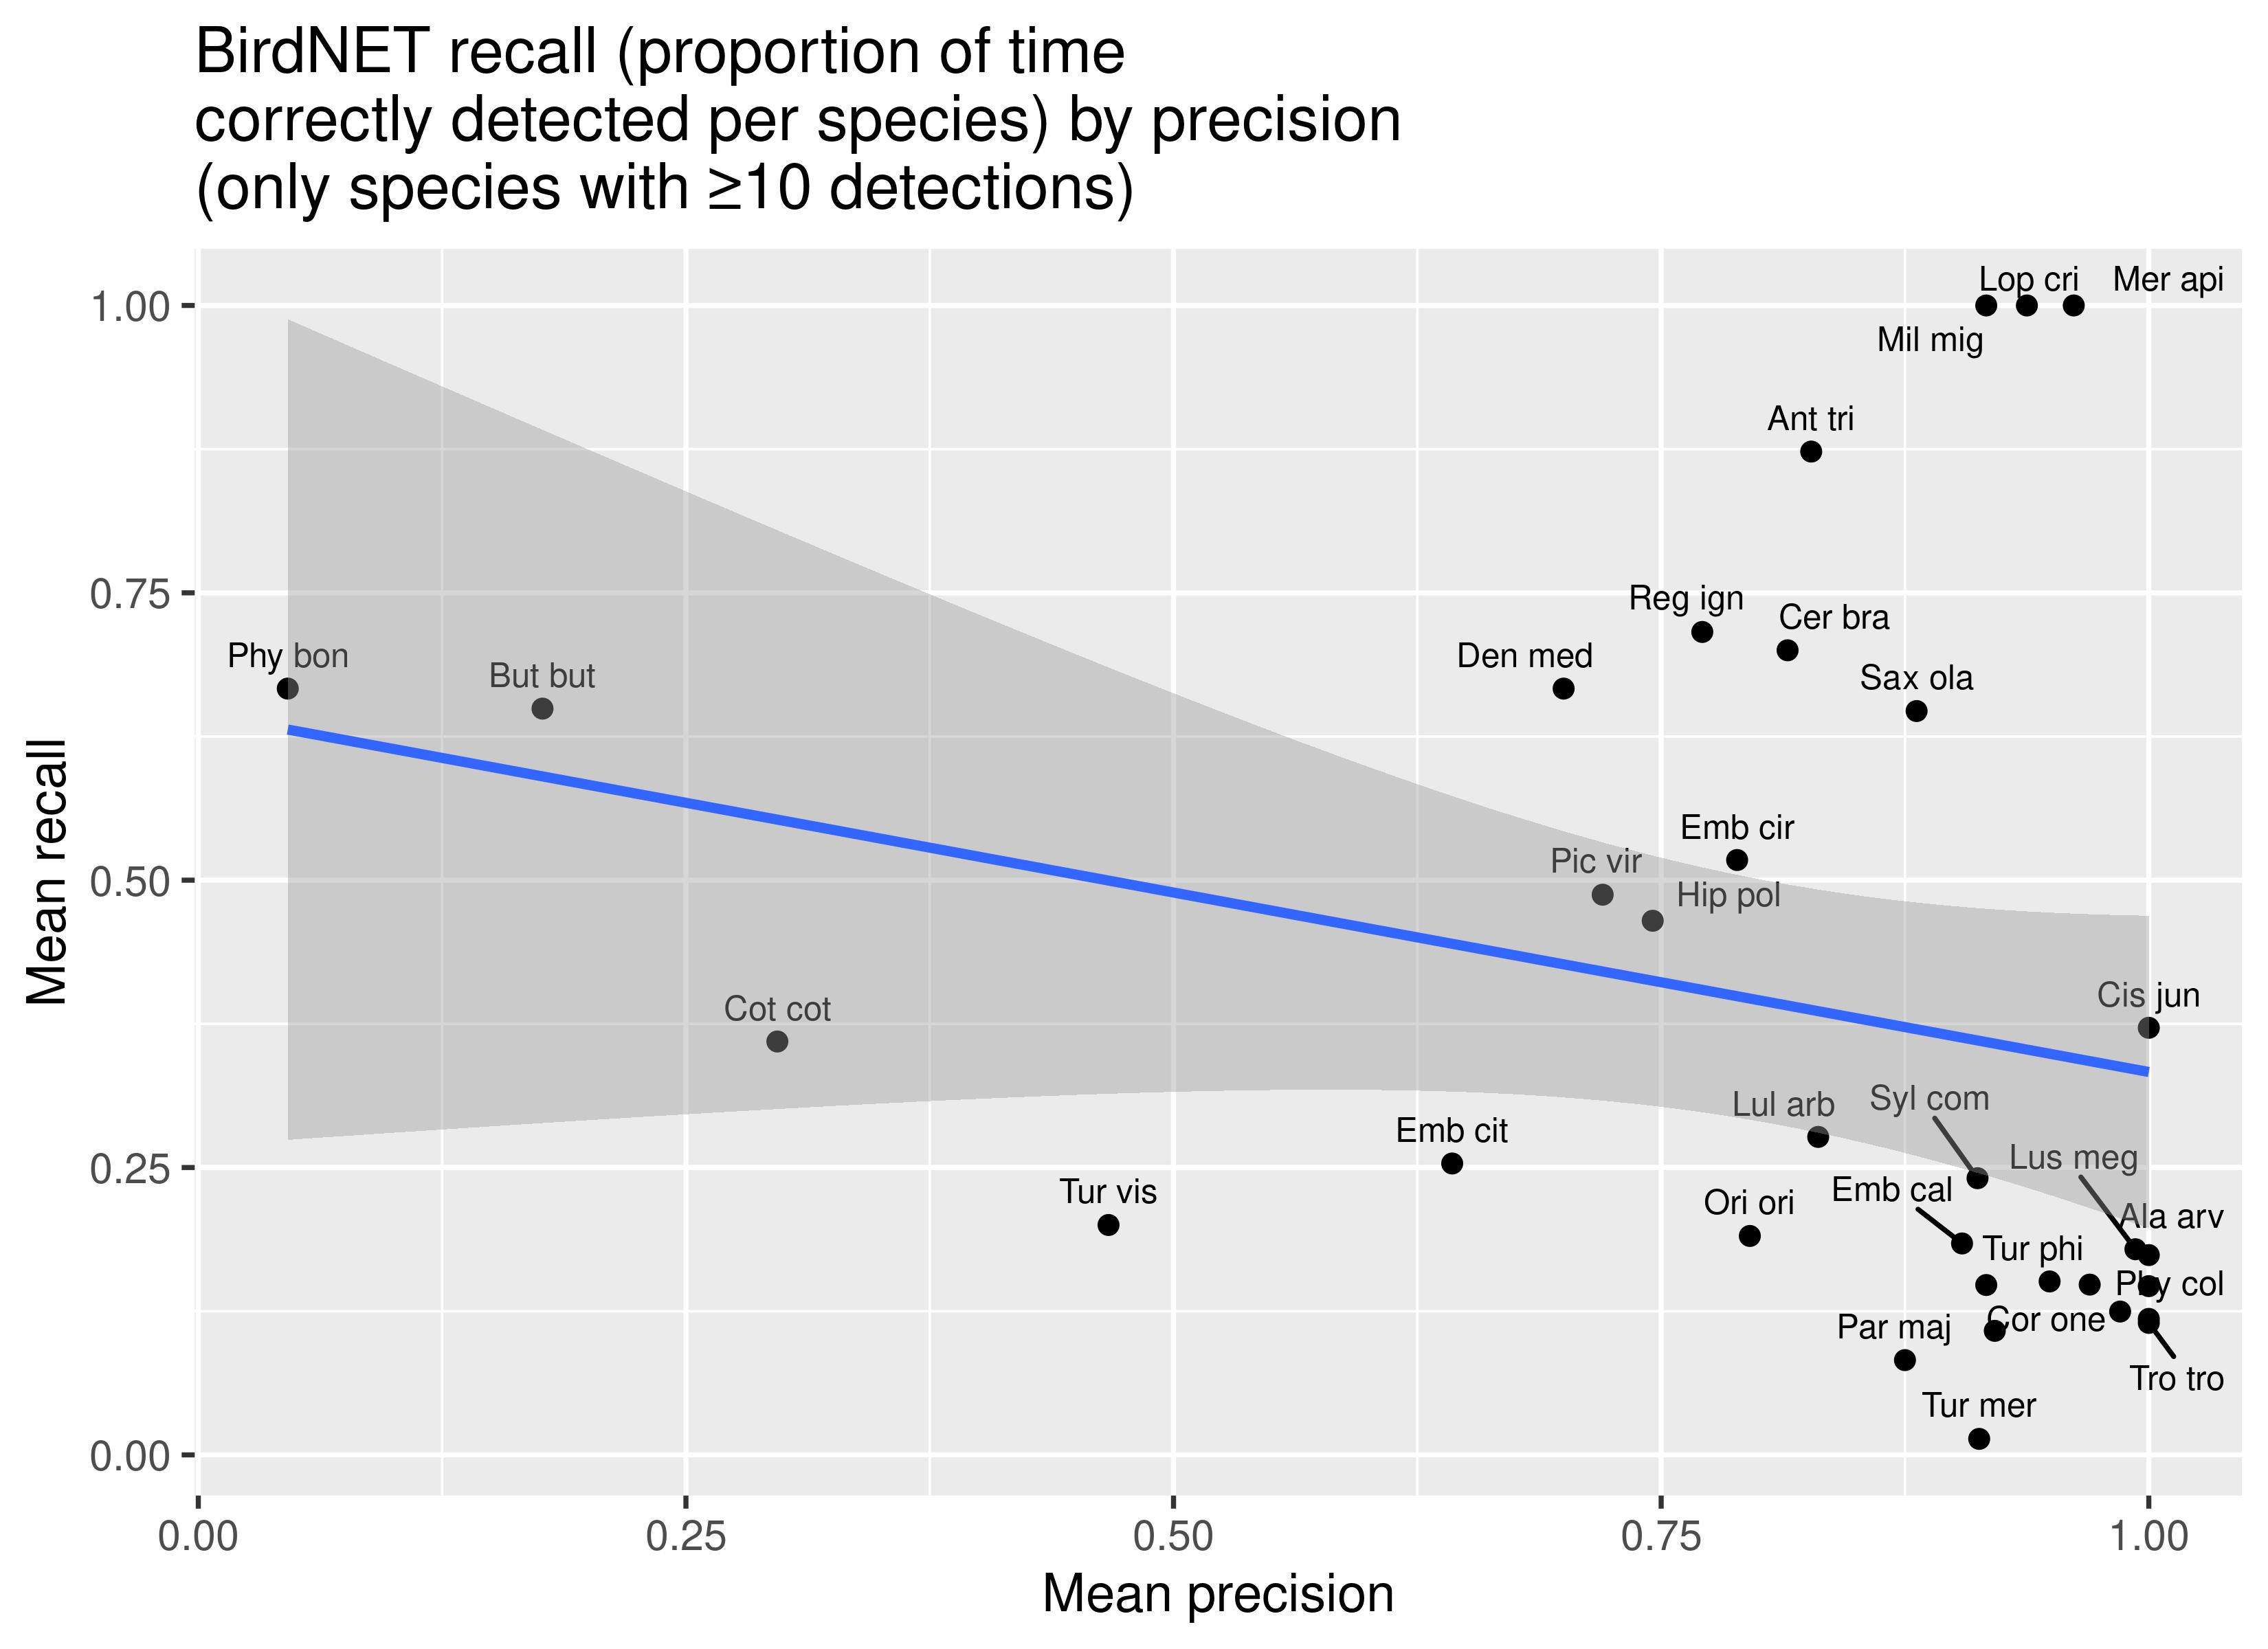 BirdNET recall (proportion of time
correctly detected per species) by precision
(only species with ≥10 detections)
Lop cri
Mer api
Mil mig
Ant tri
Reg ign
Cer bra
Den med
Sax ola
Phy bon
But but
Emb cir
Pic vir
Hip pol
Cot cot
Cis jun
Syl com
Lul arb
Emb cit
Lus meg
Tur vis
Emb cal
Ori ori
Ala arv
Tur phi
Phy col
Cor one
Par maj
Tro tro
Tur mer
1.00
0.75
0.50
0.25
0.00
Mean recall
0.00
0.25
0.50
0.75
1.00
Mean precision